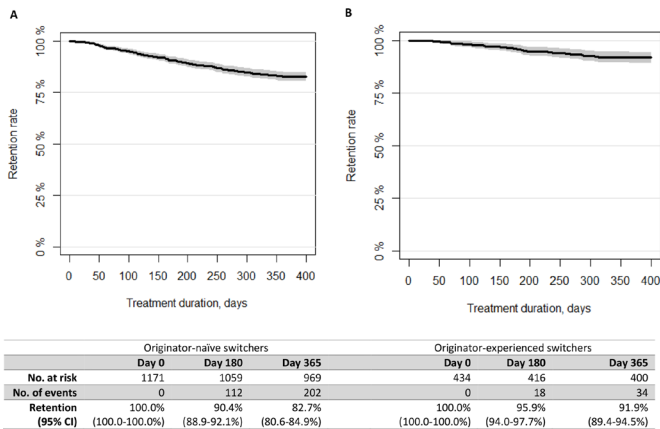 A
B
100 %
75 %
50 %
25 %
0 %
Retention rate
0 50 100 150 200 250 300 350 400
Treatment duration, days
100 %
75 %
50 %
25 %
0 %
Retention rate
0 50 100 150 200 250 300 350 400
Treatment duration, days
Originator-naïve switchers Originator-experienced switchers
Day 0 Day 180 Day 365 Day 0 Day 180 Day 365
No. at risk 1171 1059 969 434 416 400
No. of events 0 112 202 0 18 34
Retention 100.0% 90.4% 82.7% 100.0% 95.9% 91.9%
(95% CI) (100.0-100.0%) (88.9-92.1%) (80.6-84.9%) (100.0-100.0%) (94.0-97.7%) (89.4-94.5%)